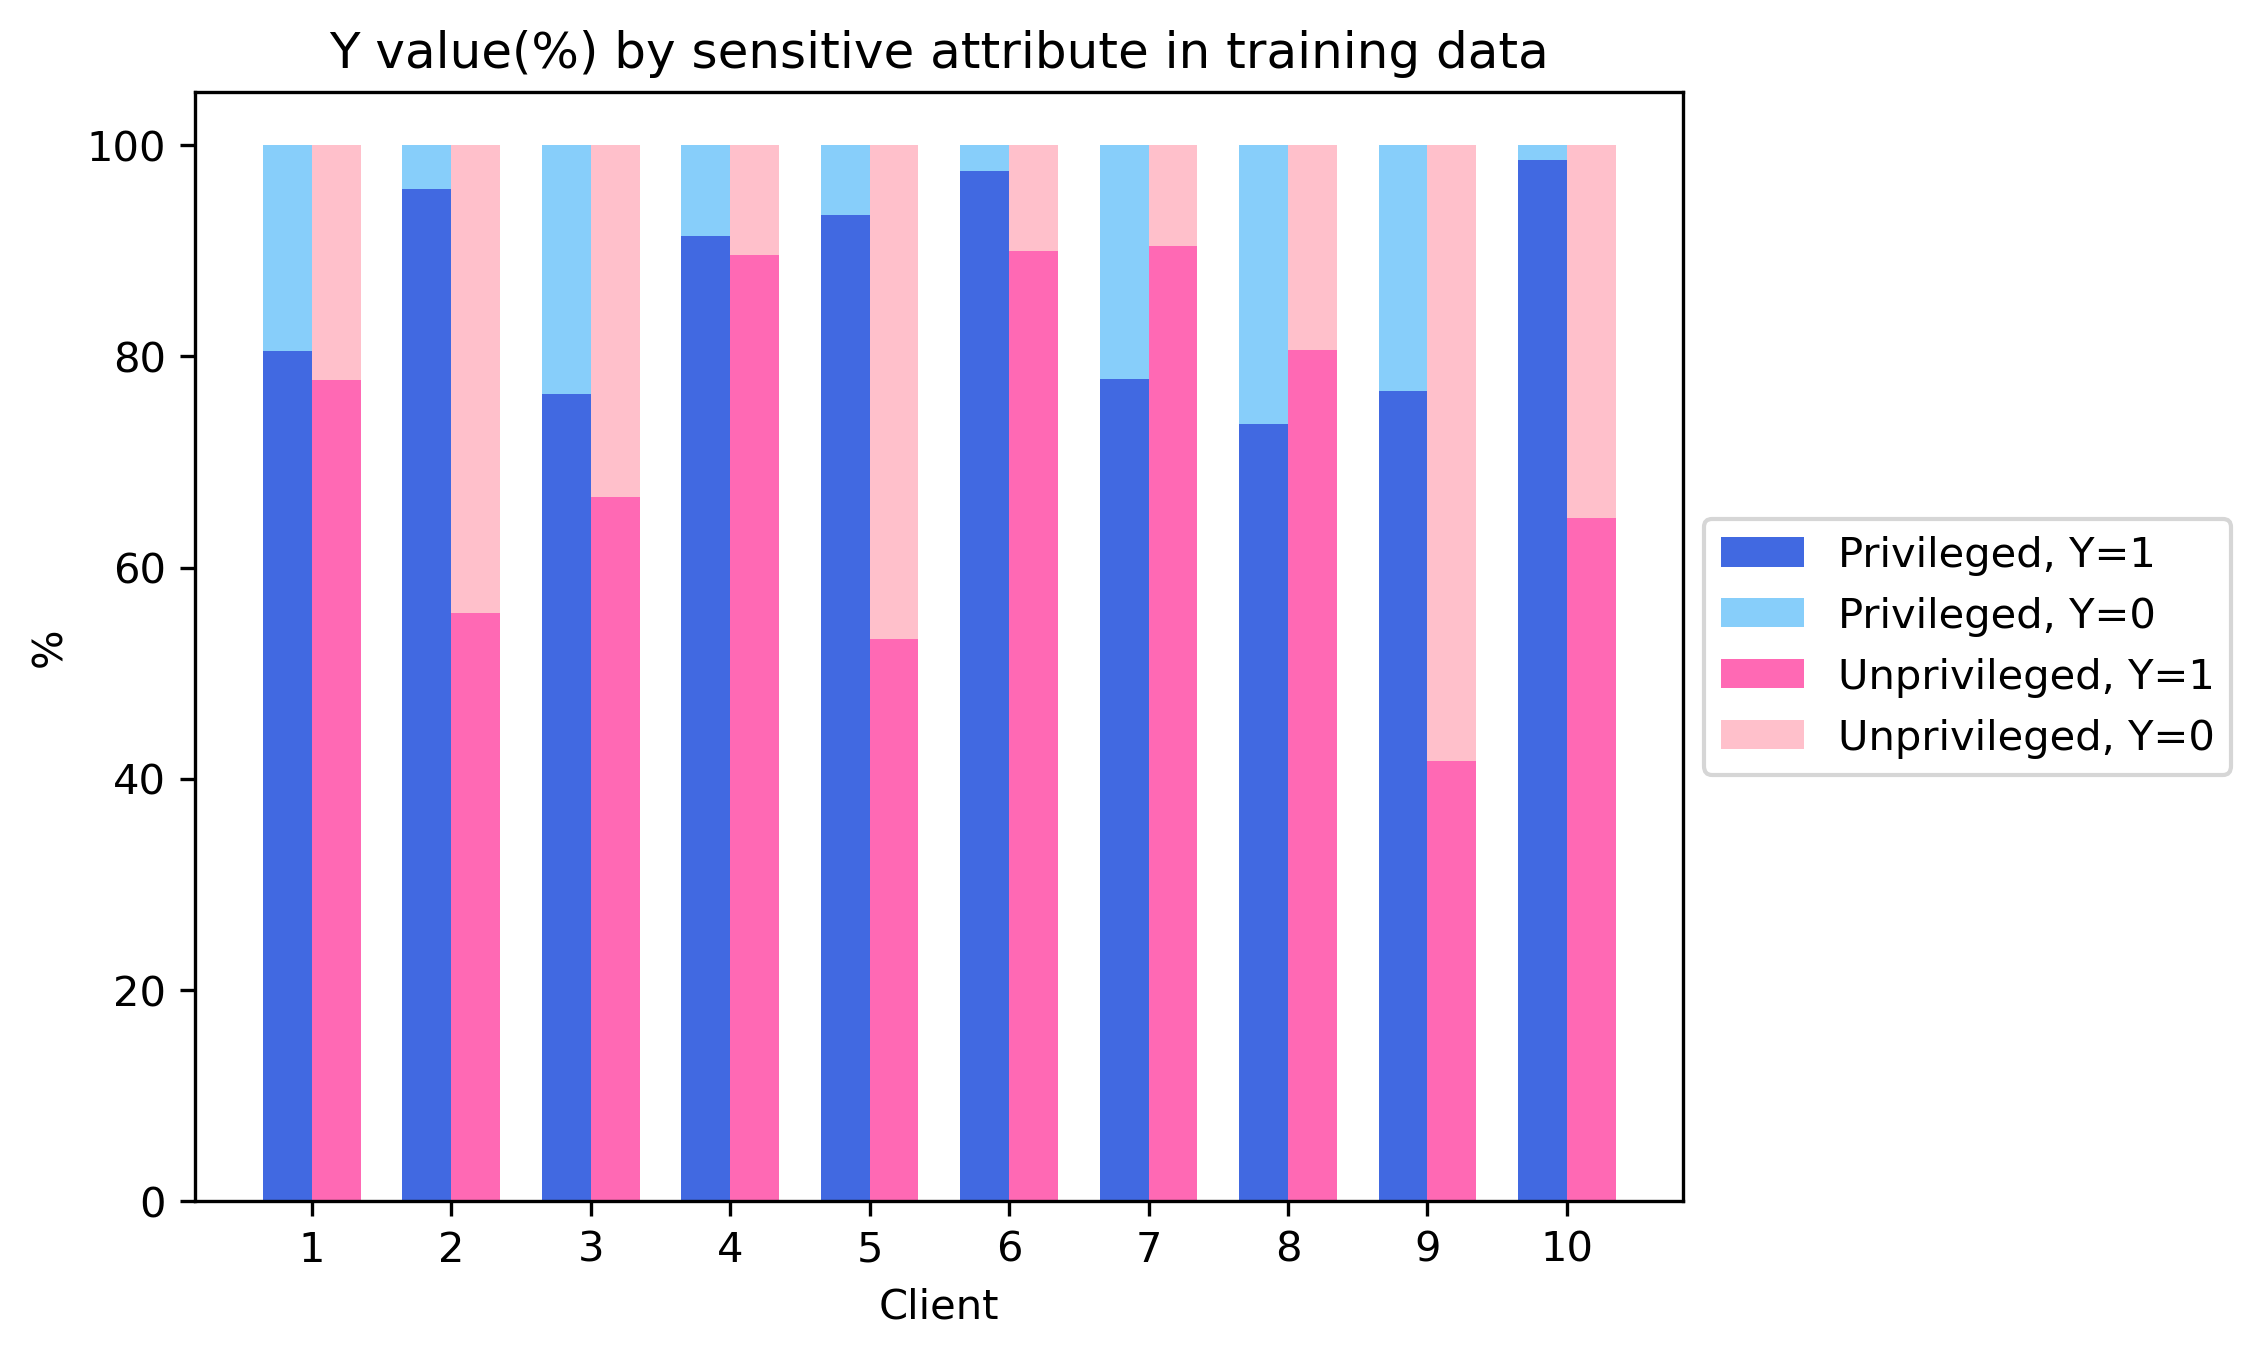 Y value(%) by sensitive attribute in training data
100
80
60
40
20
0
%
1 2 3 4 5 6 7 8 9 10
Client
Privileged, Y=1
Privileged, Y=0
Unprivileged, Y=1
Unprivileged, Y=0